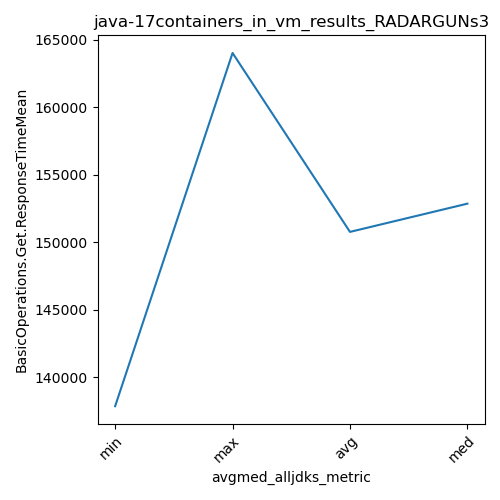 java-17containers_in_vm_results_RADARGUNs3
165000
160000
155000
150000
145000
140000
BasicOperations.Get.ResponseTimeMean
min
max
avg
med
avgmed_alljdks_metric